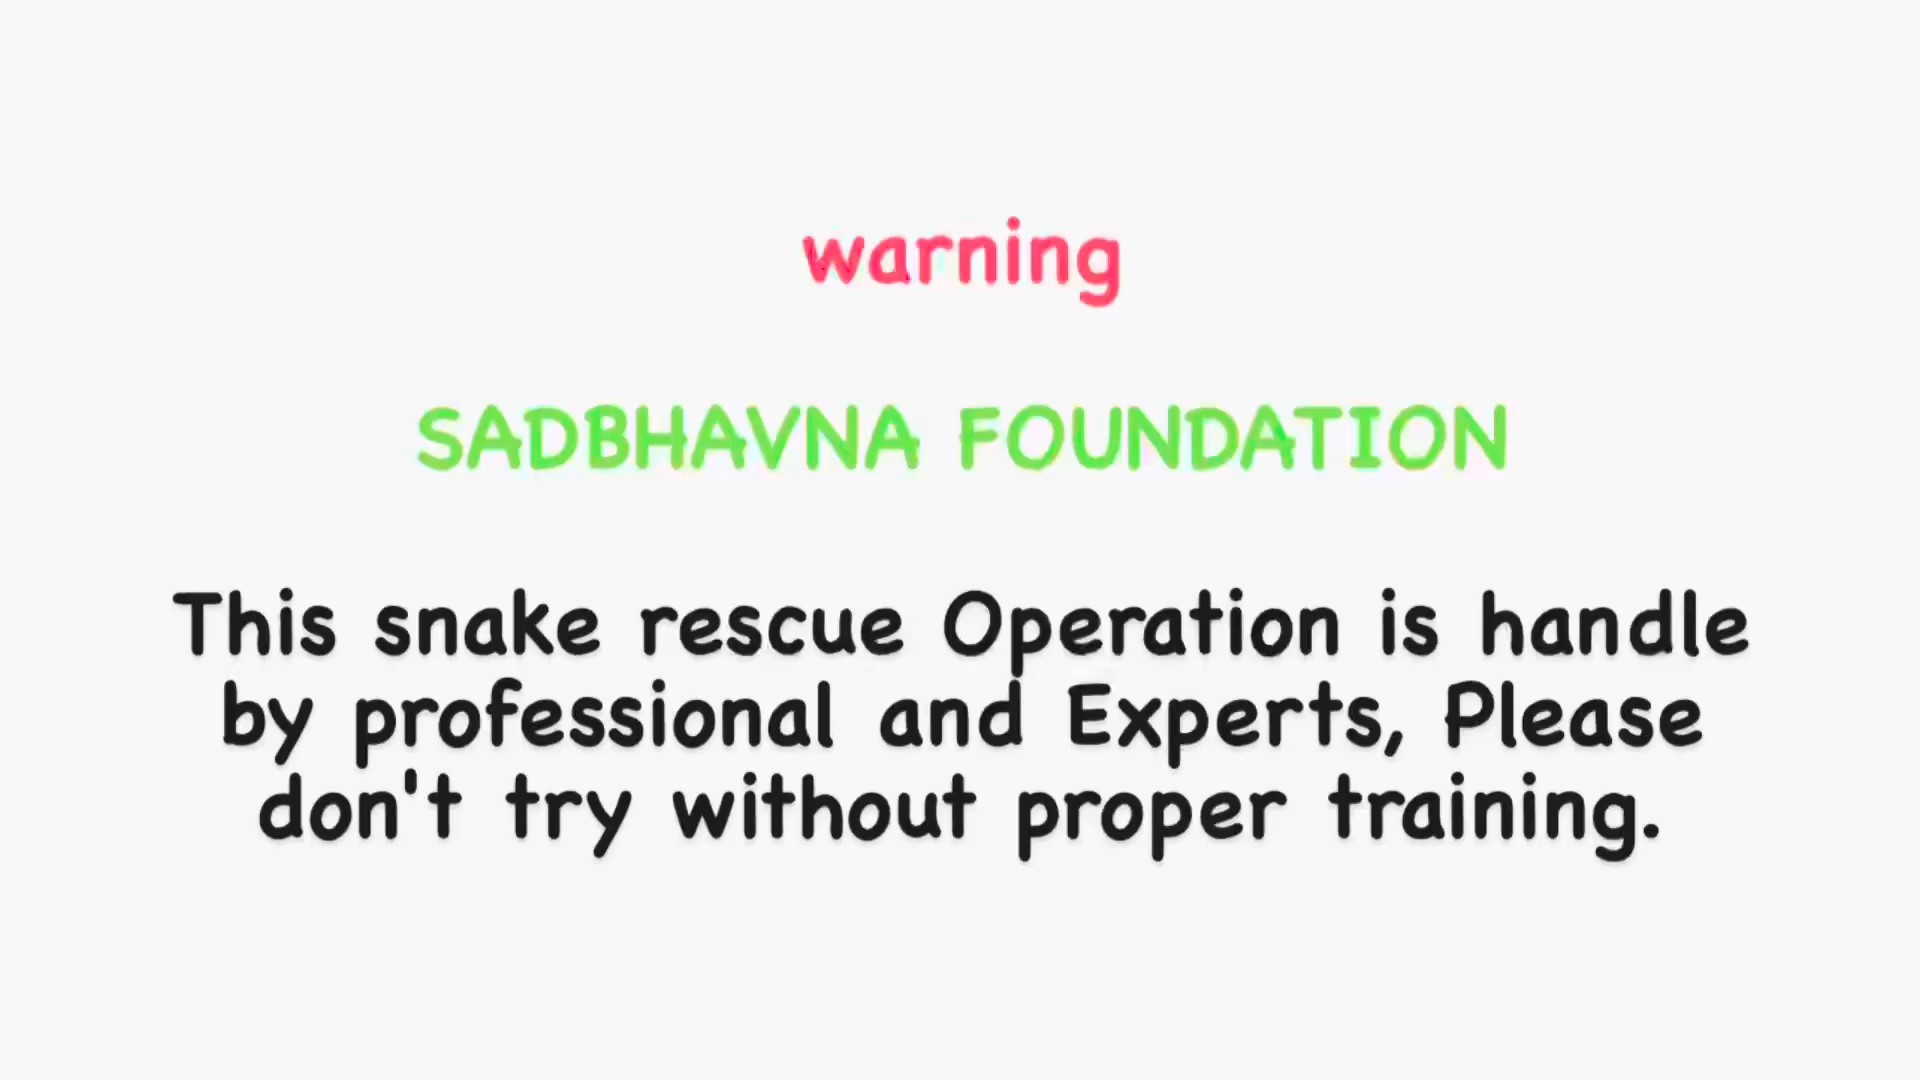 warning
SADBHAVNA FOUNDATION
This snake rescue Operation is handle
by professional and Experts, Please
don't try without proper training.